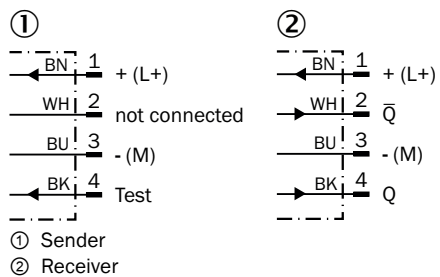 ① ②
BN 1 + (L+)
WH 2 not connected
BU 3 - (M)
BK 4 Test
BN 1 + (L+)
WH 2 Q̅
BU 3 - (M)
BK 4 Q
① Sender
② Receiver